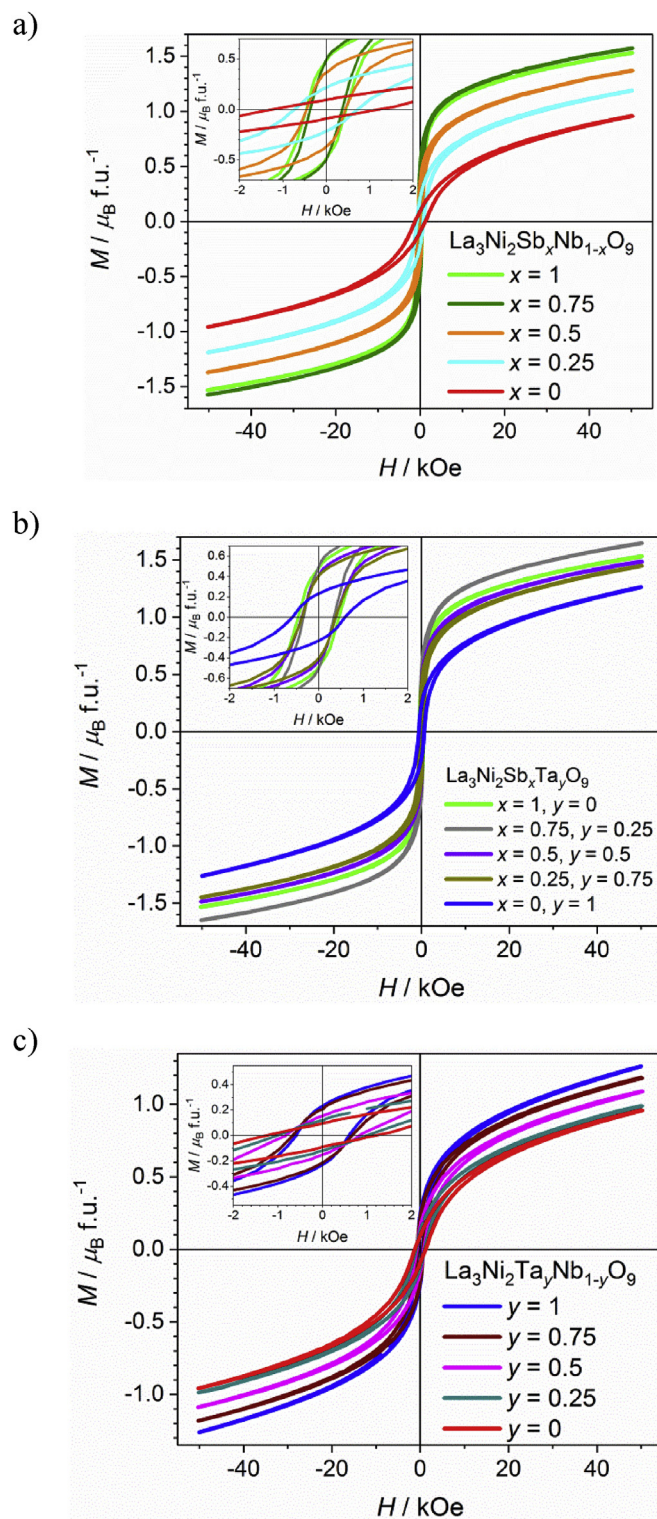 a)
0.5
0.0
-0.5
M / μB f.u.-1
-2 -1 0 1 2
H / kOe
1.5
1.0
0.5
0.0
-0.5
-1.0
-1.5
M / μB f.u.-1
La3Ni2SbxNb1-xO9
x = 1
x = 0.75
x = 0.5
x = 0.25
x = 0
-40 -20 0 20 40
H / kOe
b)
0.6
0.4
0.2
0.0
-0.2
-0.4
-0.6
M / μB f.u.-1
-2 -1 0 1 2
H / kOe
1.5
1.0
0.5
0.0
-0.5
-1.0
-1.5
M / μB f.u.-1
La3Ni2SbxTayO9
x = 1, y = 0
x = 0.75, y = 0.25
x = 0.5, y = 0.5
x = 0.25, y = 0.75
x = 0, y = 1
-40 -20 0 20 40
H / kOe
c)
0.4
0.2
0.0
-0.2
-0.4
M / μB f.u.-1
-2 -1 0 1 2
H / kOe
1.0
0.5
0.0
-0.5
-1.0
M / μB f.u.-1
La3Ni2TayNb1-yO9
y = 1
y = 0.75
y = 0.5
y = 0.25
y = 0
-40 -20 0 20 40
H / kOe